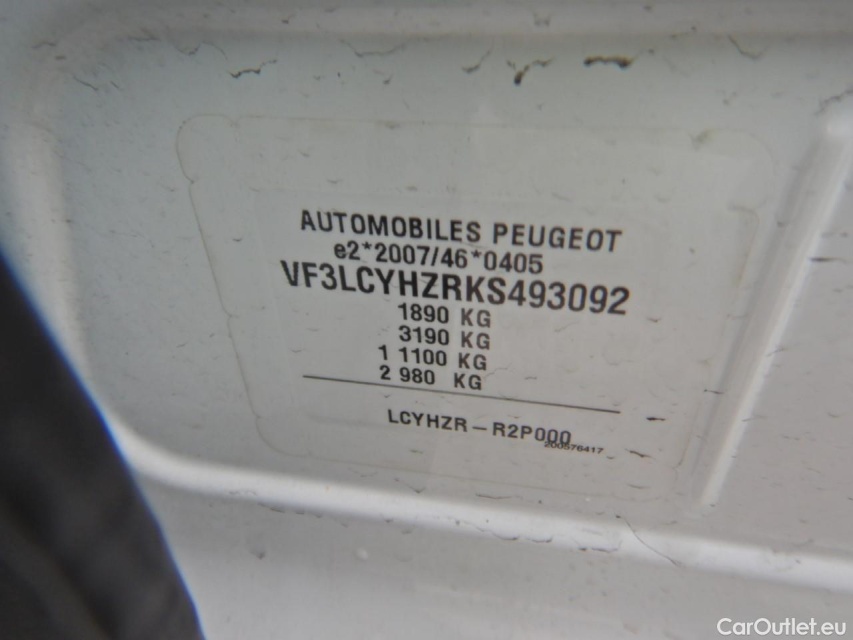 AUTOMOBILES PEUGEOT
e2*2007/46*0405
VF3LCYHZRKS493092
1890 KG
3190 KG
1 1100 KG
2 980 KG
LCYHZR-R2P000
200576417
CarOutlet.eu